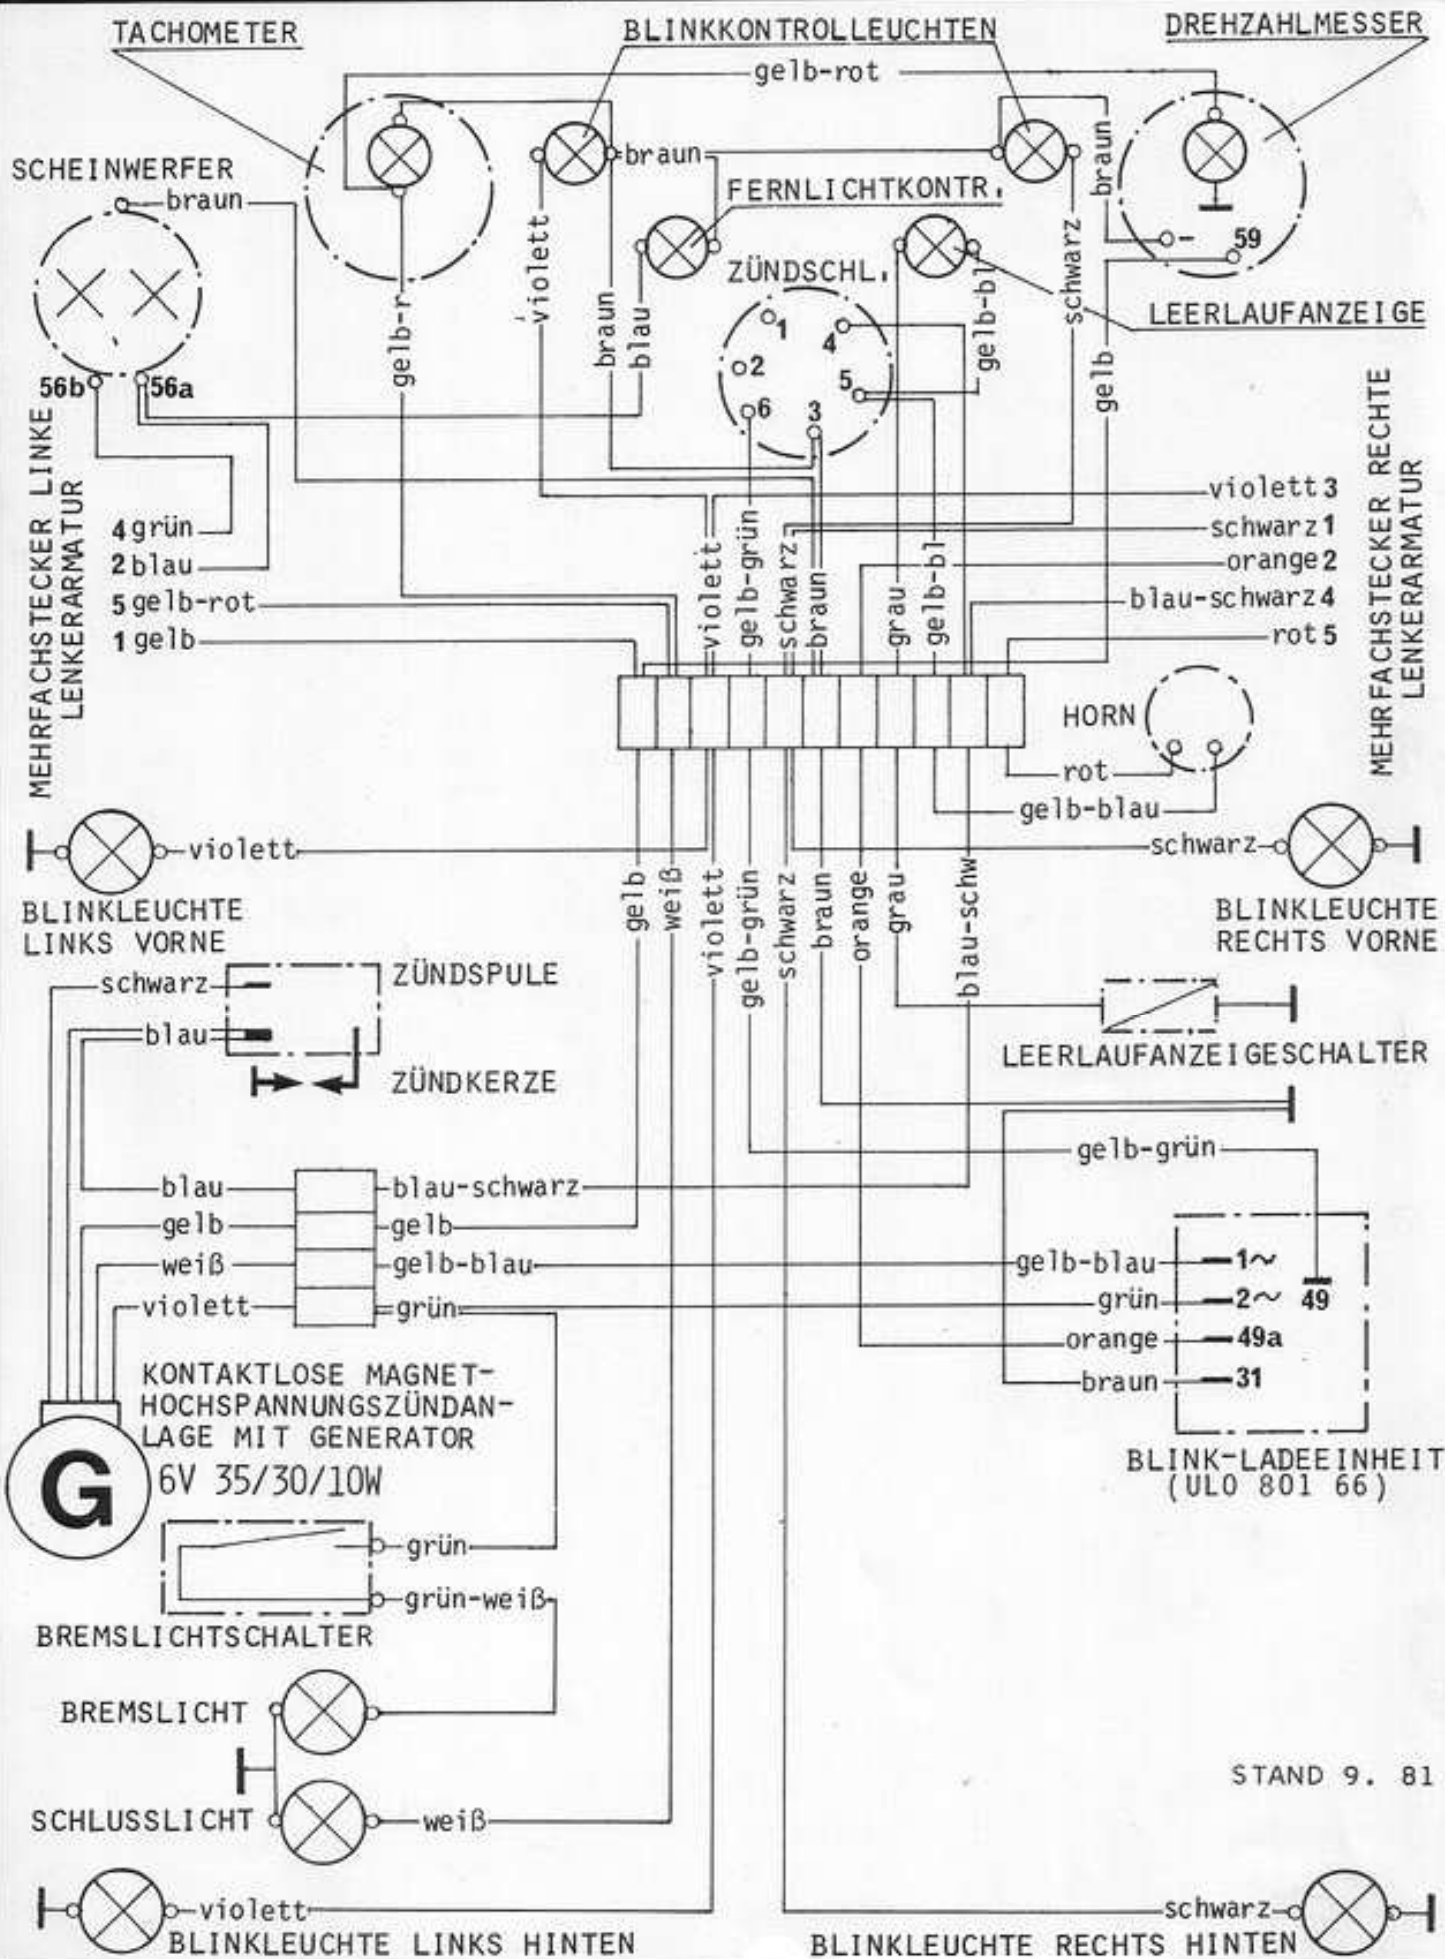 TACHOMETER
BLINKKONTROLLEUCHTEN
DREHZAHLMESSER
gelb-rot
SCHEINWERFER
braun
braun
braun
FERNLICHTKONTR.
violett
schwarz
- 59
ZÜNDSCHL.
LEERLAUFANZEIGE
gelb-r
braun
blau
gelb-bl
gelb
1
4
2
5
6
3
56b
56a
MEHRFACHSTECKER LINKE
LENKERARMATUR
MEHRFACHSTECKER RECHTE
LENKERARMATUR
4 grün
2 blau
5 gelb-rot
1 gelb
violett 3
schwarz 1
orange 2
blau-schwarz 4
rot 5
violett
gelb-grün
schwarz
braun
grau
gelb-bl
HORN
rot
gelb-blau
violett
schwarz
BLINKLEUCHTE
LINKS VORNE
BLINKLEUCHTE
RECHTS VORNE
gelb
weiß
violett
gelb-grün
schwarz
braun
orange
grau
blau-schw
schwarz
ZÜNDSPULE
blau
ZÜNDKERZE
LEERLAUFANZEIGESCHALTER
gelb-grün
blau
blau-schwarz
gelb
gelb
weiß
gelb-blau
violett
grün
gelb-blau 1~
grün 2~ 49
orange 49a
braun 31
BLINK-LADEEINHEIT
(ULO 801 66)
KONTAKTLOSE MAGNET-
HOCHSPANNUNGSZÜNDAN-
LAGE MIT GENERATOR
6V 35/30/10W
G
grün
grün-weiß
BREMSLICHTSCHALTER
BREMSLICHT
SCHLUSSLICHT
weiß
STAND 9. 81
violett
BLINKLEUCHTE LINKS HINTEN
schwarz
BLINKLEUCHTE RECHTS HINTEN